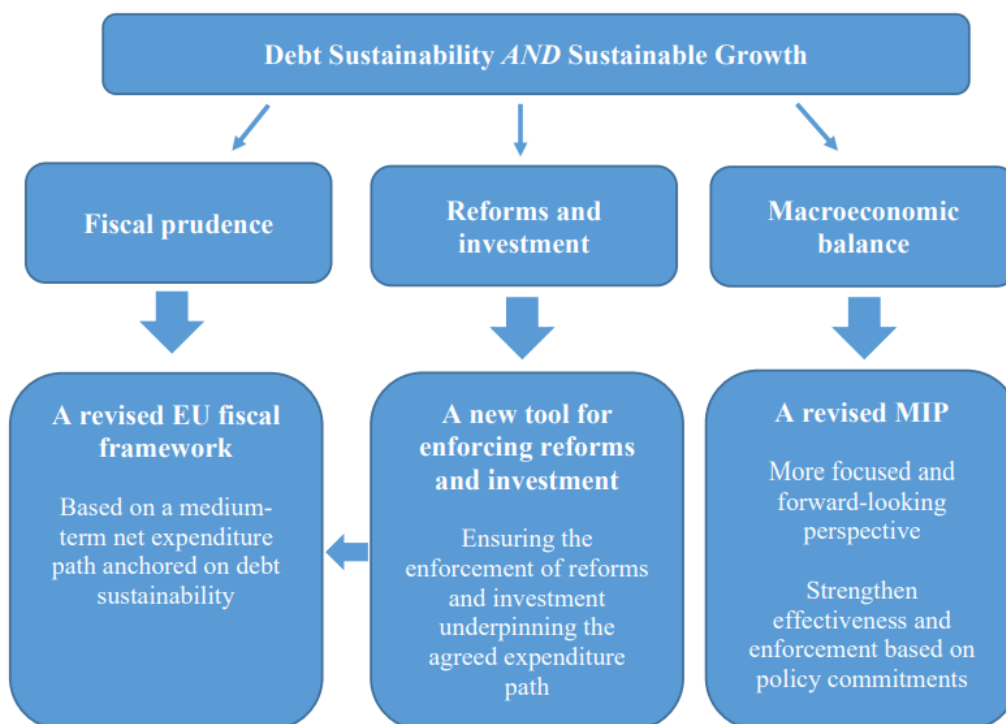 Debt Sustainability AND Sustainable Growth
Fiscal prudence
Reforms and
investment
Macroeconomic
balance
A revised EU fiscal
framework
Based on a medium-
term net expenditure
path anchored on debt
sustainability
A new tool for
enforcing reforms
and investment
Ensuring the
enforcement of reforms
and investment
underpinning the
agreed expenditure
path
A revised MIP
More focused and
forward-looking
perspective
Strengthen
effectiveness and
enforcement based on
policy commitments